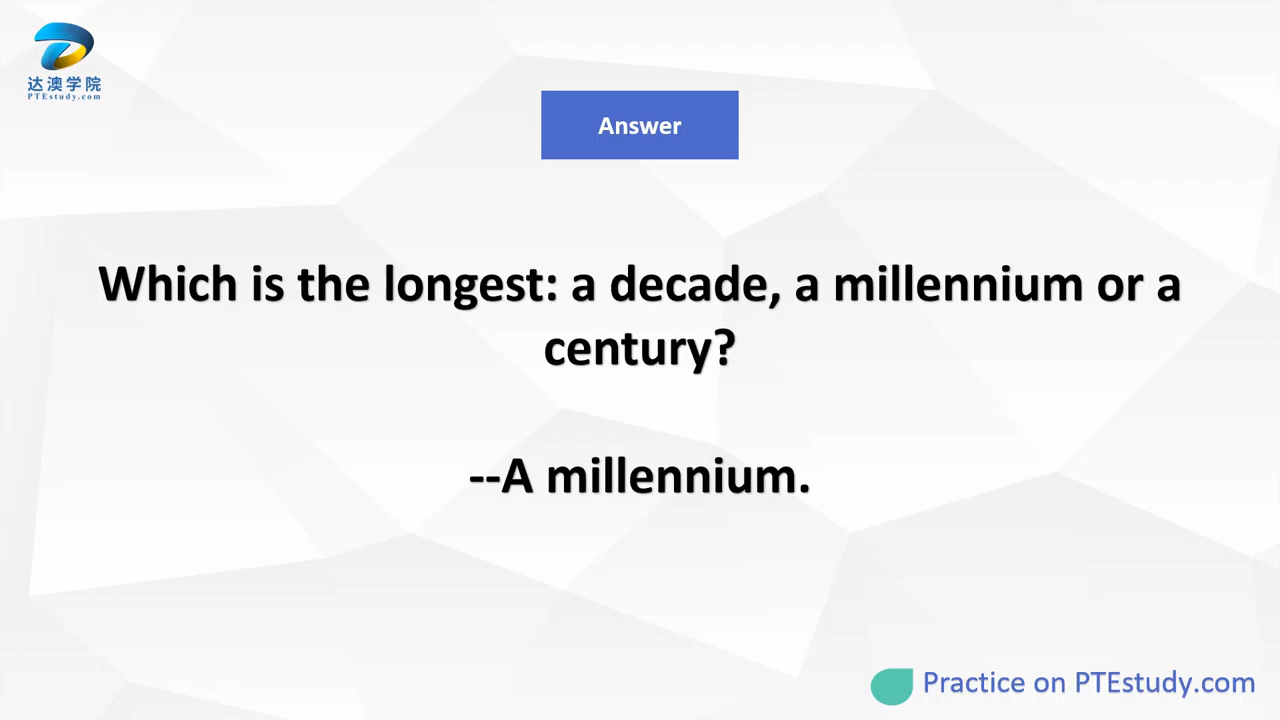 达澳学院
PTEstudy.com
Answer
Which is the longest: a decade, a millennium or a
century?
--A millennium.
Practice on PTEstudy.com